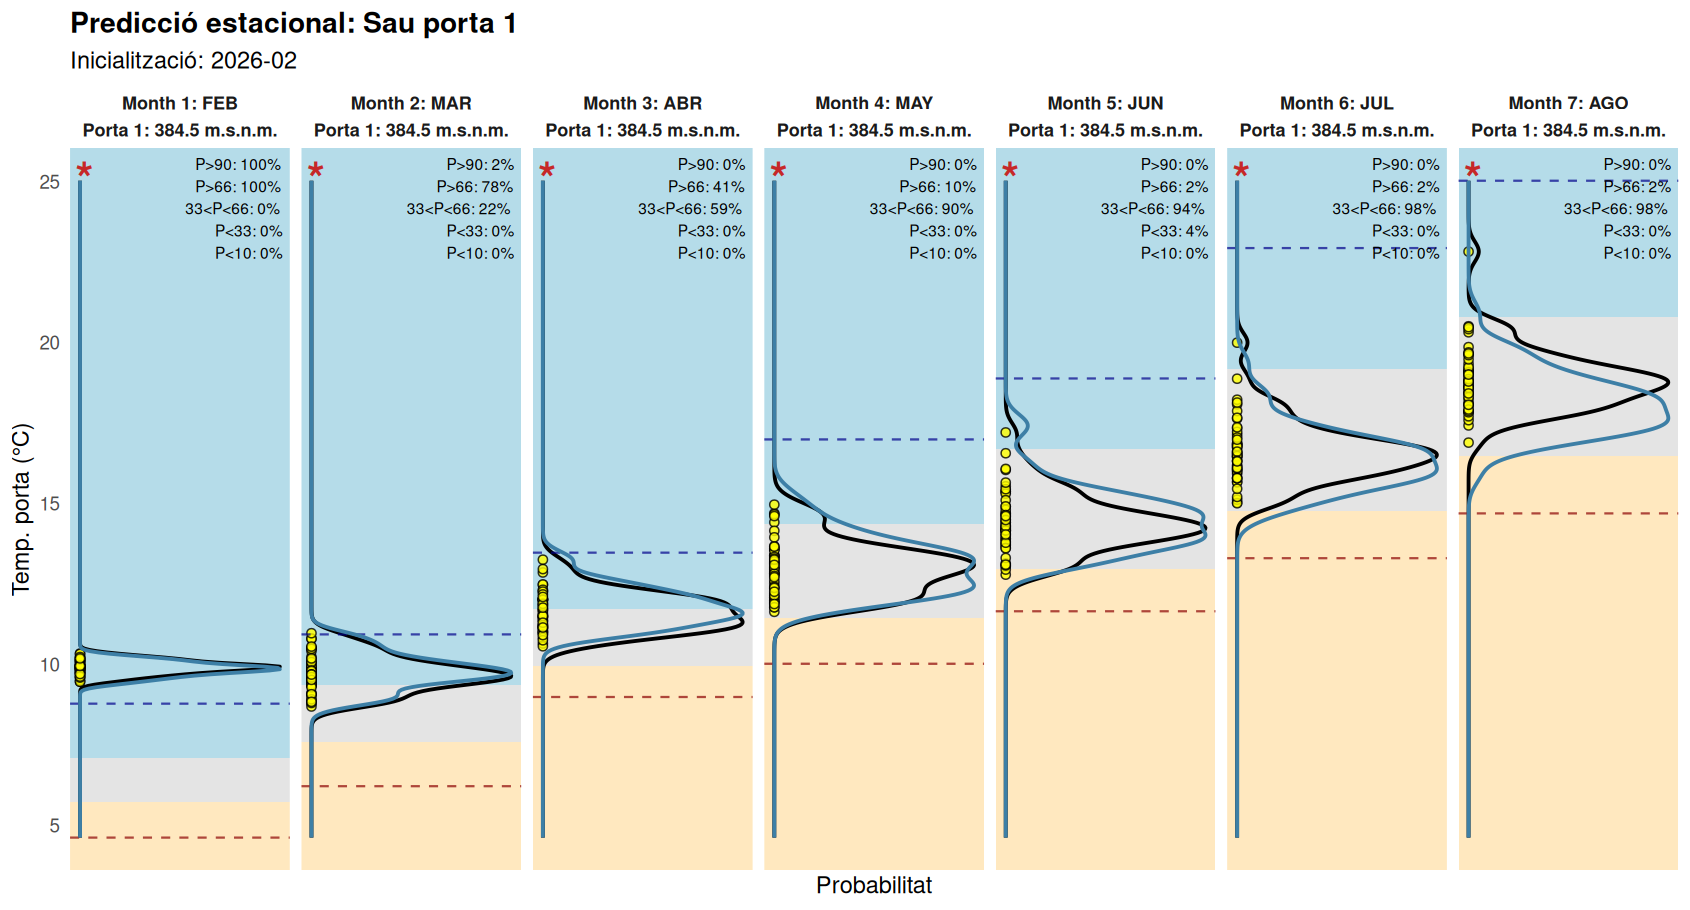 Predicció estacional: Sau porta 1
Inicialització: 2026-02
Month 1: FEB
Porta 1: 384.5 m.s.n.m.
*
P>90: 100%
P>66: 100%
33<P<66: 0%
P<33: 0%
P<10: 0%
Month 2: MAR
Porta 1: 384.5 m.s.n.m.
*
P>90: 2%
P>66: 78%
33<P<66: 22%
P<33: 0%
P<10: 0%
Month 3: ABR
Porta 1: 384.5 m.s.n.m.
*
P>90: 0%
P>66: 41%
33<P<66: 59%
P<33: 0%
P<10: 0%
Month 4: MAY
Porta 1: 384.5 m.s.n.m.
*
P>90: 0%
P>66: 10%
33<P<66: 90%
P<33: 0%
P<10: 0%
Month 5: JUN
Porta 1: 384.5 m.s.n.m.
*
P>90: 0%
P>66: 2%
33<P<66: 94%
P<33: 4%
P<10: 0%
Month 6: JUL
Porta 1: 384.5 m.s.n.m.
*
P>90: 0%
P>66: 2%
33<P<66: 98%
P<33: 0%
P<10: 0%
Month 7: AGO
Porta 1: 384.5 m.s.n.m.
*
P>90: 0%
P>66: 2%
33<P<66: 98%
P<33: 0%
P<10: 0%
25
20
15
10
5
Temp. porta (°C)
Probabilitat